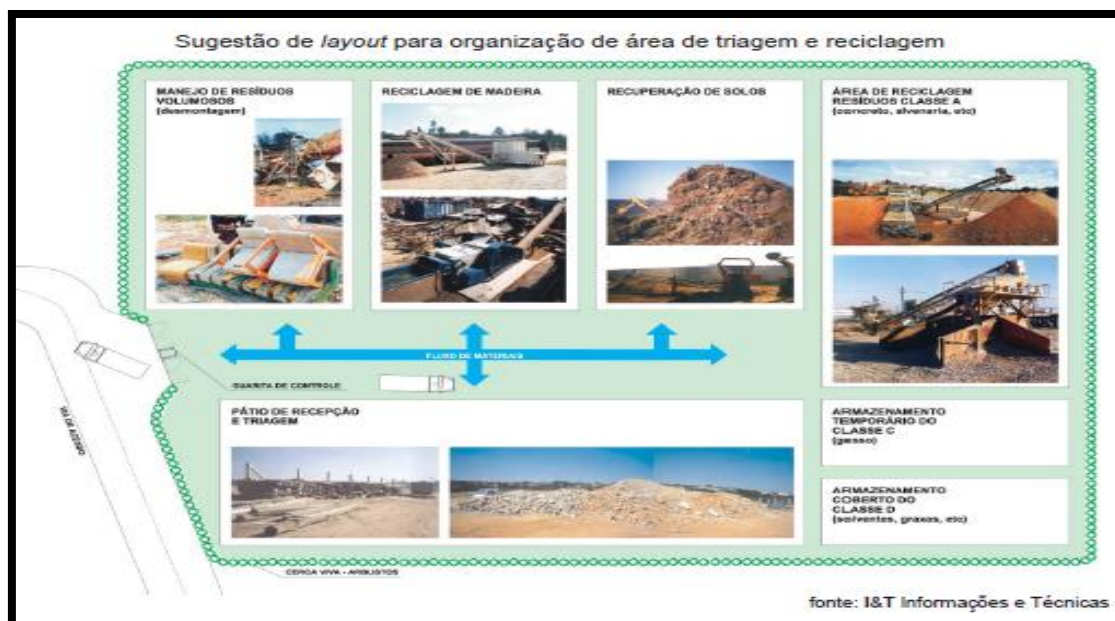 Sugestão de layout para organização de área de triagem e reciclagem
MANEJO DE RESÍDUOS
VOLUMOSOS
(desmontagem)
RECICLAGEM DE MADEIRA
RECUPERAÇÃO DE SOLOS
ÁREA DE RECICLAGEM
RESÍDUOS CLASSE A
(concreto, alvenaria, etc)
FLUXO DE MATERIAIS
GUARITA DE CONTROLE
VIA DE ACESSO
PÁTIO DE RECEPÇÃO
E TRIAGEM
ARMAZENAMENTO
TEMPORÁRIO DO
CLASSE C
(gesso)
ARMAZENAMENTO
COBERTO DO
CLASSE D
(solventes, graxas, etc)
CERCA VIVA - ARBUSTOS
fonte: I&T Informações e Técnicas